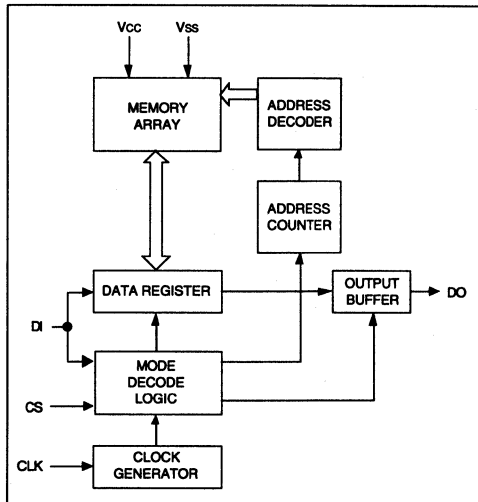 Vcc Vss
MEMORY
ARRAY
ADDRESS
DECODER
ADDRESS
COUNTER
DATA REGISTER
OUTPUT
BUFFER
DO
DI
MODE
DECODE
LOGIC
CS
CLK
CLOCK
GENERATOR